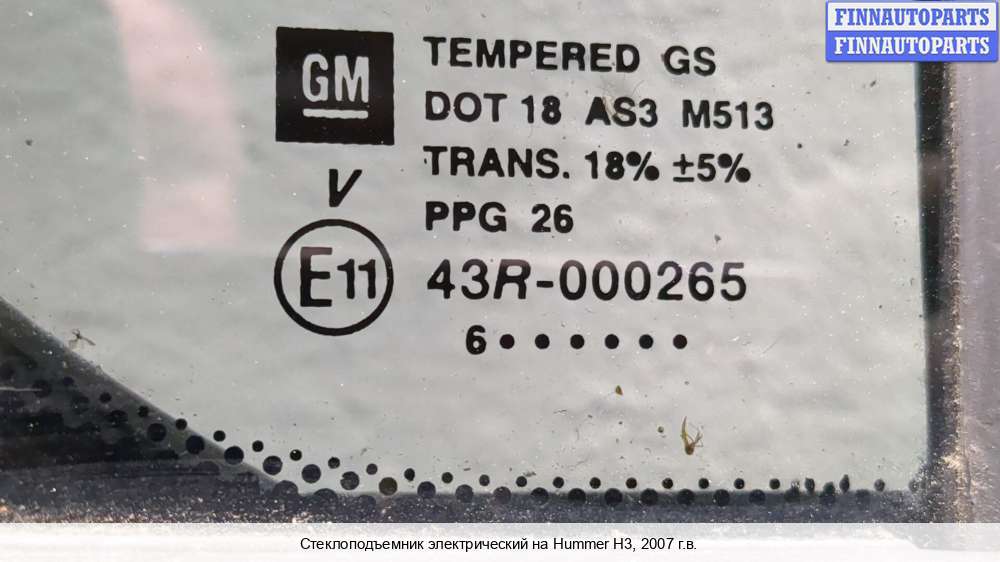 FINNAUTOPARTS
FINNAUTOPARTS
GM
TEMPERED GS
DOT 18 AS3 M513
TRANS. 18% ±5%
V
PPG 26
E11
43R-000265
6 • • • • • •
Стеклоподъемник электрический на Hummer H3, 2007 г.в.